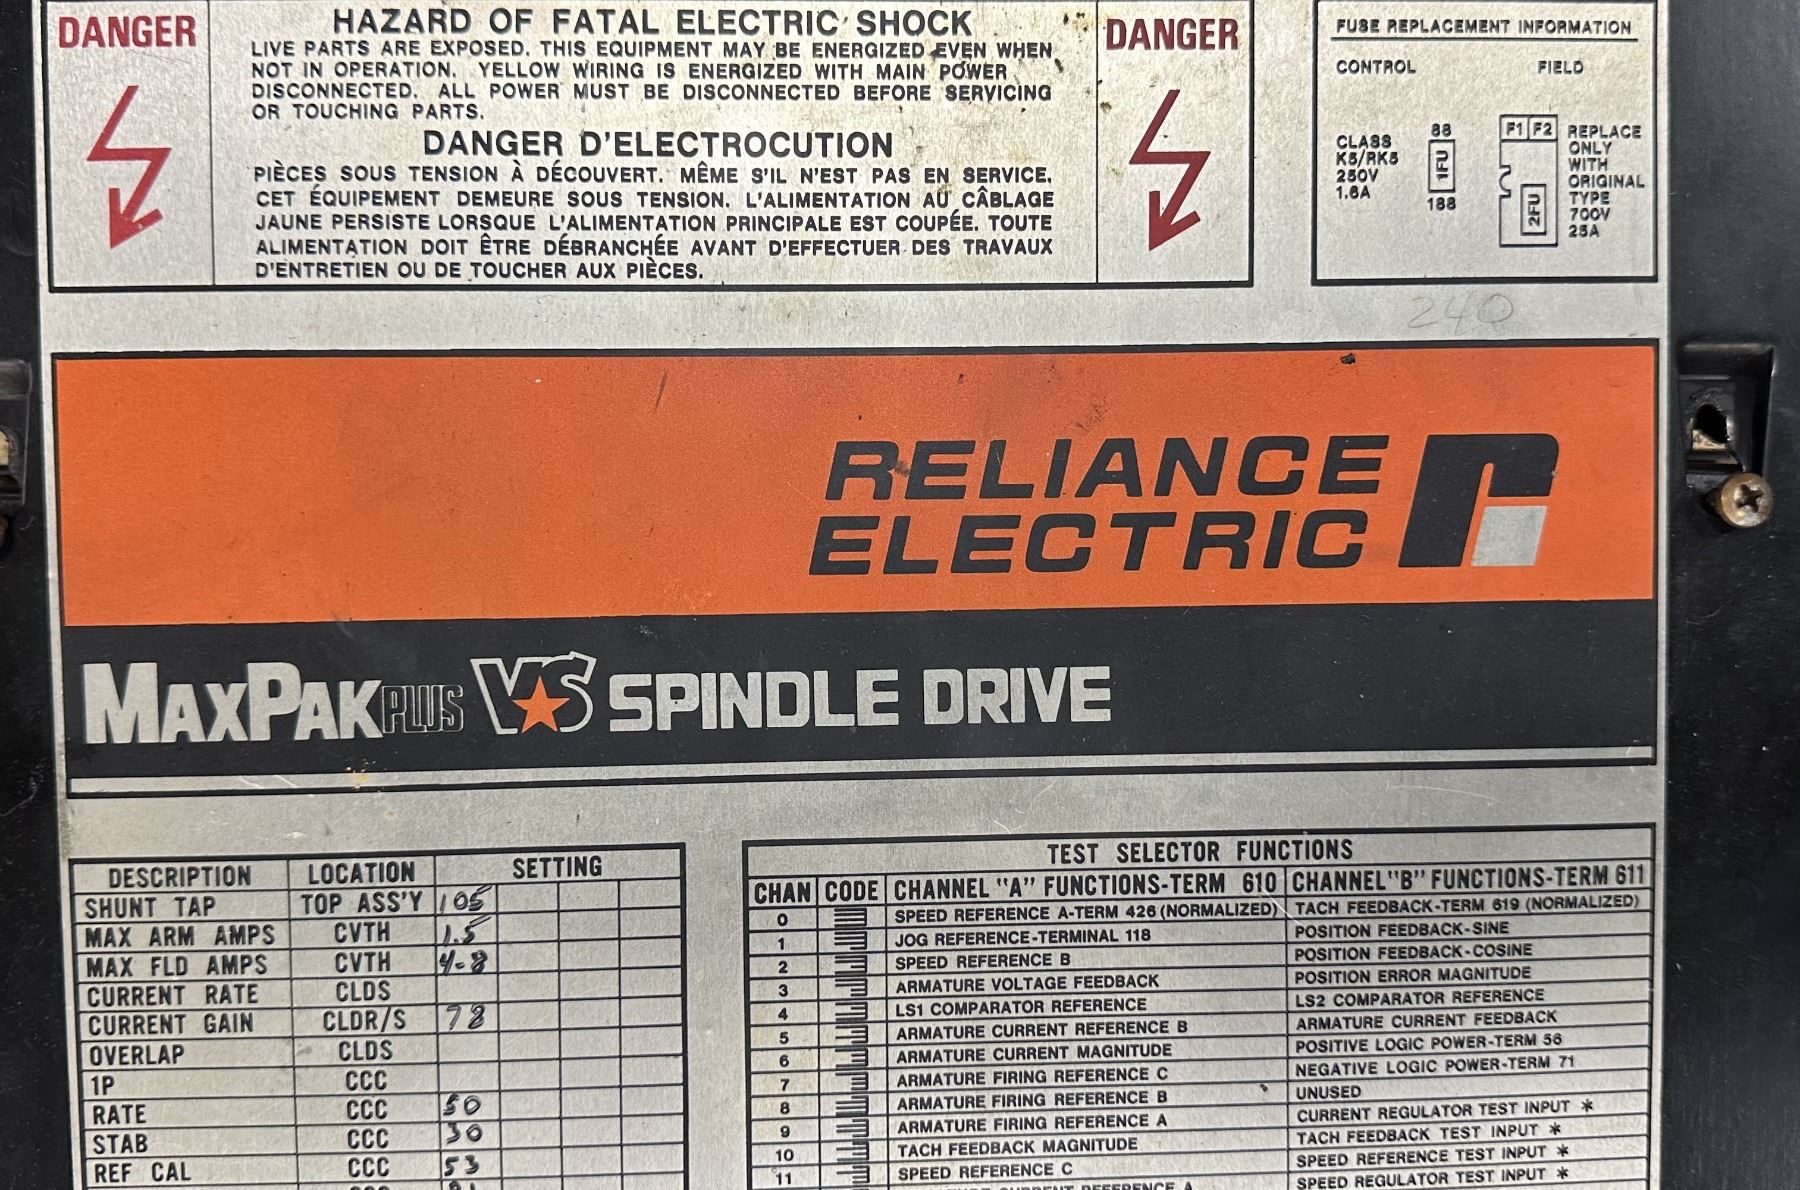 DANGER
HAZARD OF FATAL ELECTRIC SHOCK
LIVE PARTS ARE EXPOSED. THIS EQUIPMENT MAY BE ENERGIZED EVEN WHEN
NOT IN OPERATION. YELLOW WIRING IS ENERGIZED WITH MAIN POWER
DISCONNECTED. ALL POWER MUST BE DISCONNECTED BEFORE SERVICING
OR TOUCHING PARTS.
DANGER D'ELECTROCUTION
PIÈCES SOUS TENSION À DÉCOUVERT. MÊME S'IL N'EST PAS EN SERVICE.
CET ÉQUIPEMENT DEMEURE SOUS TENSION. L'ALIMENTATION AU CÂBLAGE
JAUNE PERSISTE LORSQUE L'ALIMENTATION PRINCIPALE EST COUPÉE. TOUTE
ALIMENTATION DOIT ÊTRE DÉBRANCHÉE AVANT D'EFFECTUER DES TRAVAUX
D'ENTRETIEN OU DE TOUCHER AUX PIÈCES.
DANGER
FUSE REPLACEMENT INFORMATION
CONTROL FIELD
CLASS
K5/RK5
250V
1.6A
88
1FU
188
F1 F2
2FU
REPLACE
ONLY
WITH
ORIGINAL
TYPE
700V
25A
240
RELIANCE
ELECTRIC
MAXPAK PLUS VS SPINDLE DRIVE
DESCRIPTION LOCATION SETTING
SHUNT TAP TOP ASS'Y 105
MAX ARM AMPS CVTH 1.5
MAX FLD AMPS CVTH 4-8
CURRENT RATE CLDS
CURRENT GAIN CLDR/S 78
OVERLAP CLDS
1P CCC
RATE CCC 50
STAB CCC 30
REF CAL CCC 53
TEST SELECTOR FUNCTIONS
CHAN CODE CHANNEL "A" FUNCTIONS-TERM 610 CHANNEL "B" FUNCTIONS-TERM 611
0 SPEED REFERENCE A-TERM 426 (NORMALIZED) TACH FEEDBACK-TERM 619 (NORMALIZED)
1 JOG REFERENCE-TERMINAL 118 POSITION FEEDBACK-SINE
2 SPEED REFERENCE B POSITION FEEDBACK-COSINE
3 ARMATURE VOLTAGE FEEDBACK POSITION ERROR MAGNITUDE
4 LS1 COMPARATOR REFERENCE LS2 COMPARATOR REFERENCE
5 ARMATURE CURRENT REFERENCE B ARMATURE CURRENT FEEDBACK
6 ARMATURE CURRENT MAGNITUDE POSITIVE LOGIC POWER-TERM 56
7 ARMATURE FIRING REFERENCE C NEGATIVE LOGIC POWER-TERM 71
8 ARMATURE FIRING REFERENCE B UNUSED
9 ARMATURE FIRING REFERENCE A CURRENT REGULATOR TEST INPUT *
10 TACH FEEDBACK MAGNITUDE TACH FEEDBACK TEST INPUT *
11 SPEED REFERENCE C SPEED REFERENCE TEST INPUT *
SPEED REGULATOR TEST INPUT *